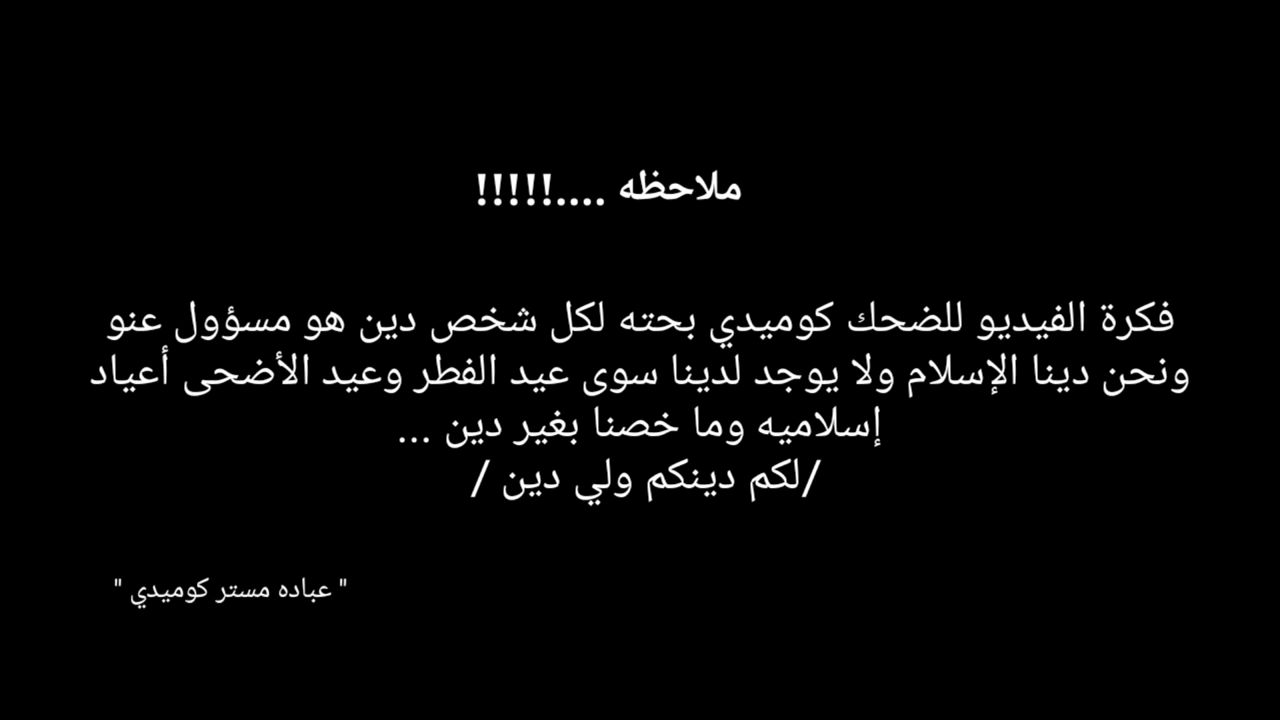 ملاحظه ....!!!!!
فكرة الفيديو للضحك كوميدي بحته لكل شخص دين هو مسؤول عنو
ونحن دينا الإسلام ولا يوجد لدينا سوى عيد الفطر وعيد الأضحى أعياد
إسلاميه وما خصنا بغير دين ...
/لكم دينكم ولي دين /
" عباده مستر كوميدي "